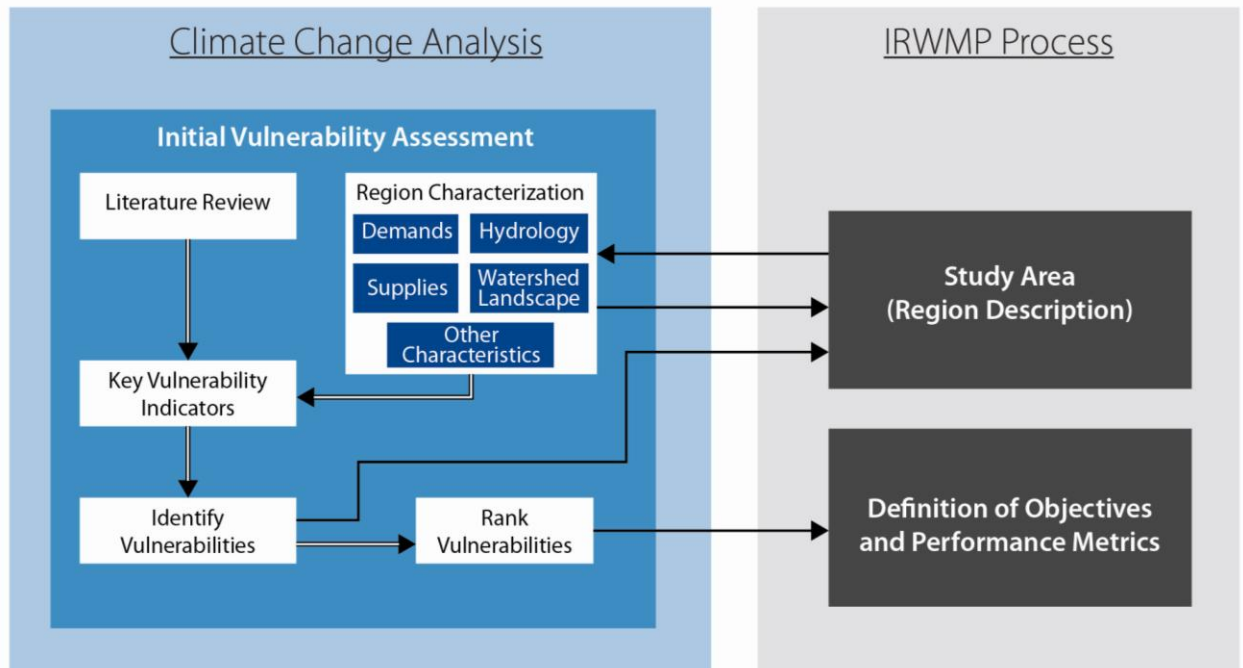 Climate Change Analysis
IRWMP Process
Initial Vulnerability Assessment
Literature Review
Region Characterization
Demands
Hydrology
Supplies
Watershed
Landscape
Other
Characteristics
Key Vulnerability
Indicators
Identify
Vulnerabilities
Rank
Vulnerabilities
Study Area
(Region Description)
Definition of Objectives
and Performance Metrics